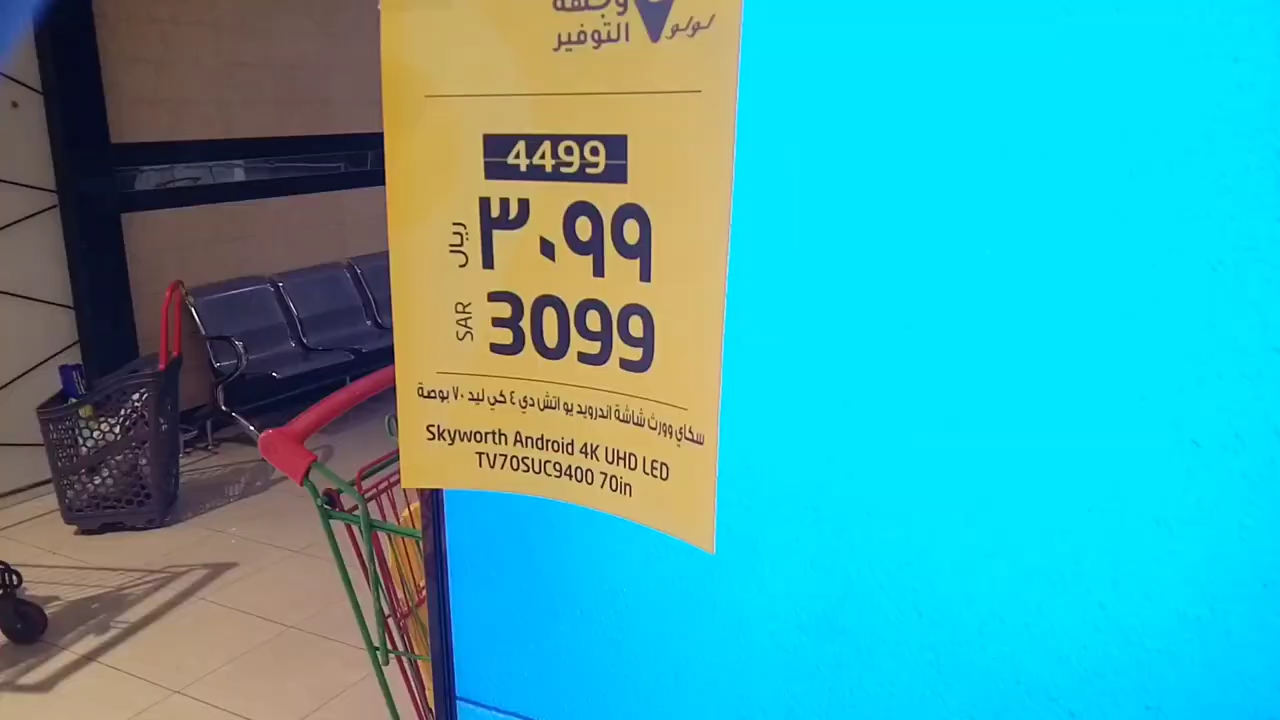 وجهة
التوفير
لولو
4499
ريال ٣٠٩٩
SAR 3099
سكاي وورث شاشة اندرويد يو اتش دي ٤ كي ليد ٧٠ بوصة
Skyworth Android 4K UHD LED
TV70SUC9400 70in